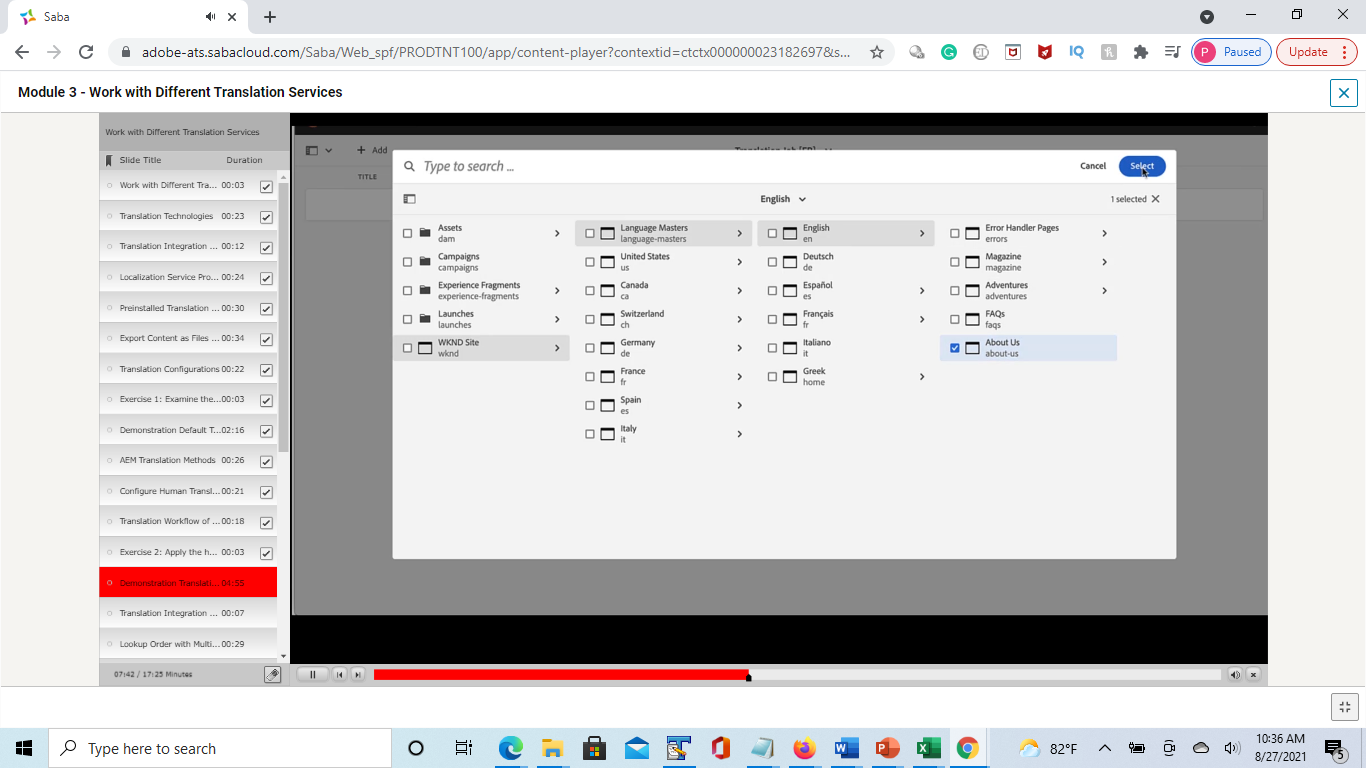 Saba
adobe-ats.sabacloud.com/Saba/Web_spf/PRODTNT100/app/content-player?contextid=ctctx0000000231826978&s...
Paused
Update
Module 3 - Work with Different Translation Services
Work with Different Translation Services
Slide Title Duration
Work with Different Tra... 00:03
Translation Technologies 00:23
Translation Integration ... 00:12
Localization Service Pro... 00:24
Preinstalled Translation ... 00:30
Export Content as Files ... 00:34
Translation Configurations 00:22
Exercise 1: Examine the... 00:03
Demonstration Default T... 02:16
AEM Translation Methods 00:26
Configure Human Transl... 00:21
Translation Workflow of ... 00:18
Exercise 2: Apply the h... 00:03
Demonstration Translati... 04:55
Translation Integration ... 00:07
Lookup Order with Multi... 00:29
07:42 / 17:25 Minutes
Add
TITLE
Type to search ...
Cancel
Select
English
1 selected
Assets
dam
Campaigns
campaigns
Experience Fragments
experience-fragments
Launches
launches
WKND Site
wknd
Language Masters
language-masters
United States
us
Canada
ca
Switzerland
ch
Germany
de
France
fr
Spain
es
Italy
it
English
en
Deutsch
de
Español
es
Français
fr
Italiano
it
Greek
home
Error Handler Pages
errors
Magazine
magazine
Adventures
adventures
FAQs
faqs
About Us
about-us
Type here to search
82°F
10:36 AM
8/27/2021
5